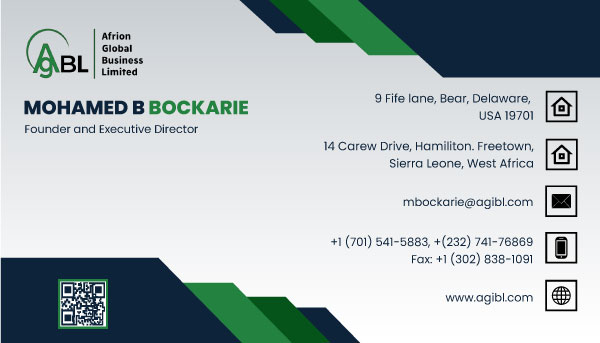 AgBL
Afrion
Global
Business
Limited
MOHAMED B BOCKARIE
Founder and Executive Director
9 Fife lane, Bear, Delaware,
USA 19701
14 Carew Drive, Hamiliton. Freetown,
Sierra Leone, West Africa
mbockarie@agibl.com
+1 (701) 541-5883, +(232) 741-76869
Fax: +1 (302) 838-1091
www.agibl.com